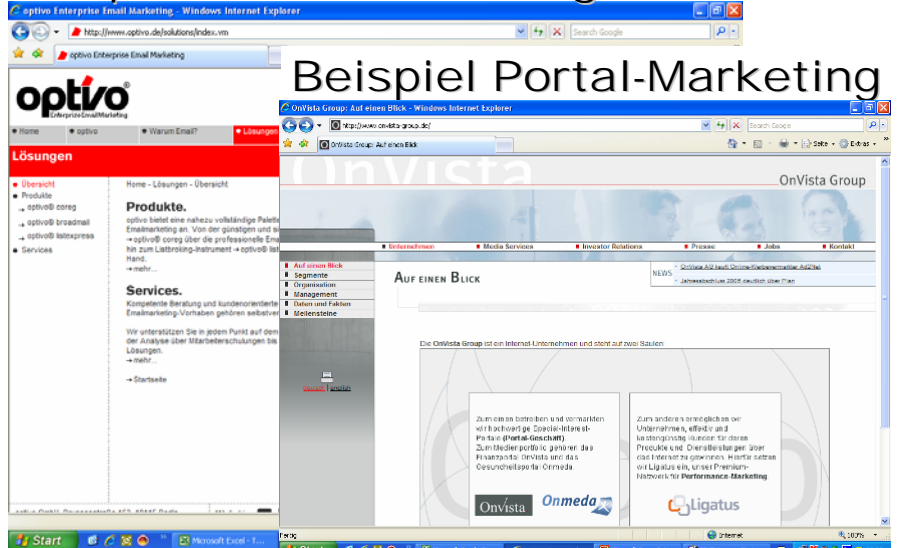 optivo Enterprise Email Marketing - Windows Internet Explorer
http://www.optivo.de/solutions/index.vm
Search Google
optivo Enterprise Email Marketing
optivo®
Enterprise Email Marketing
Home
optivo
Warum Email?
Lösungen
Lösungen
Übersicht
Produkte
optivo® coreg
optivo® broadmail
optivo® listexpress
Services
Home - Lösungen - Übersicht
Produkte.
optivo bietet eine nahezu vollständige Palette
Emailmarketing an. Von der günstigen und si
→optivo® coreg über die professionelle Ema
hin zum Listbroking-Instrument →optivo® list
Hand.
→mehr...
Services.
Kompetente Beratung und kundenorientierte
Emailmarketing-Vorhaben gehören selbstver
Wir unterstützen Sie in jedem Punkt auf dem
der Analyse über Mitarbeiterschulungen bis
Lösungen.
→mehr...
→Startseite
Start
Microsoft Excel - T...
Beispiel Portal-Marketing
OnVista Group: Auf einen Blick - Windows Internet Explorer
http://www.onvista-group.de/
Search Google
OnVista Group: Auf einen Blick
Seite
Extras
OnVista
OnVista Group
Unternehmen
Media Services
Investor Relations
Presse
Jobs
Kontakt
Auf einen Blick
Segmente
Organisation
Management
Daten und Fakten
Meilensteine
deutsch | english
AUF EINEN BLICK
NEWS
OnVista AG kauft Online-Werbevermarkter Ad2Net
Jahresabschluss 2005 deutlich über Plan
Die OnVista Group ist ein Internet-Unternehmen und steht auf zwei Säulen:
Zum einen betreiben und vermarkten
wir hochwertige Special-Interest-
Portale (Portal-Geschäft).
Zum Medienportfolio gehören das
Finanzportal OnVista und das
Gesundheitsportal Onmeda.
OnVista
Onmeda
Zum anderen ermöglichen wir
Unternehmen, effektiv und
kostengünstig Kunden für deren
Produkte und Dienstleistungen über
das Internet zu gewinnen. Hierfür setzen
wir Ligatus ein, unser Premium-
Netzwerk für Performance-Marketing
Ligatus
Fertig
Internet
100%